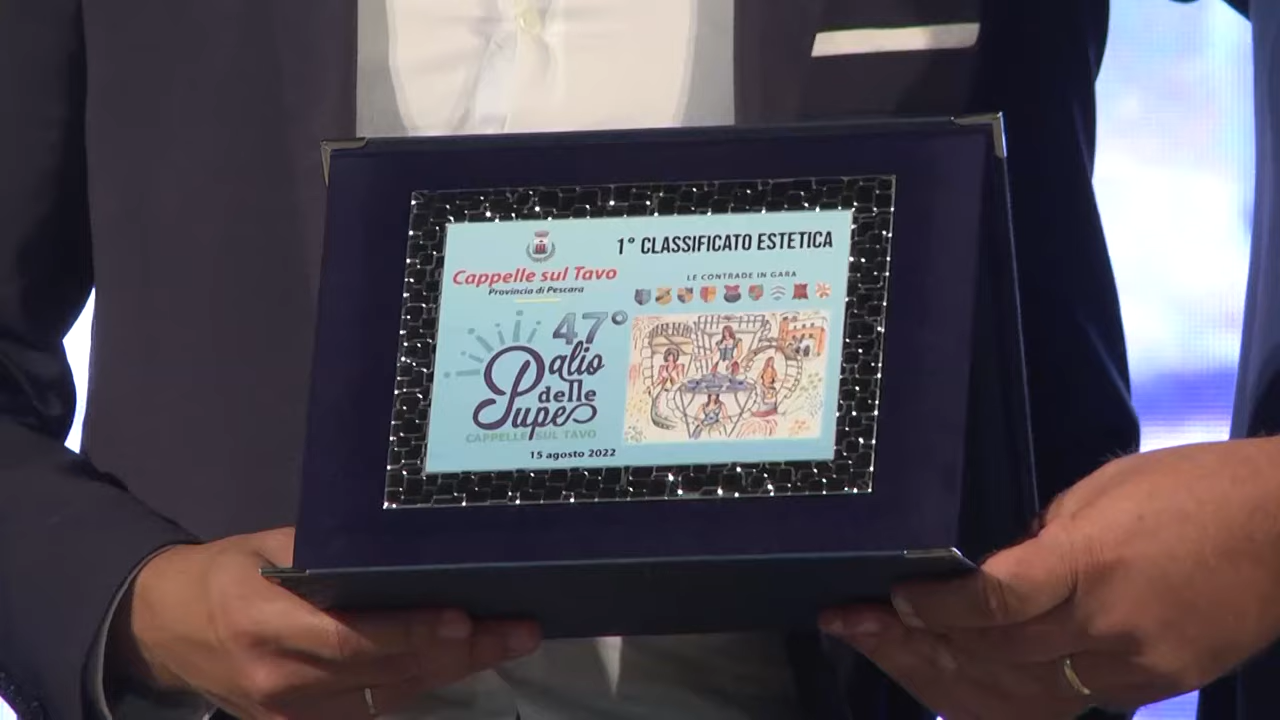 1° CLASSIFICATO ESTETICA
Cappelle sul Tavo
Provincia di Pescara
LE CONTRADE IN GARA
47°
Palio
delle
Pupe
CAPPELLE SUL TAVO
15 agosto 2022